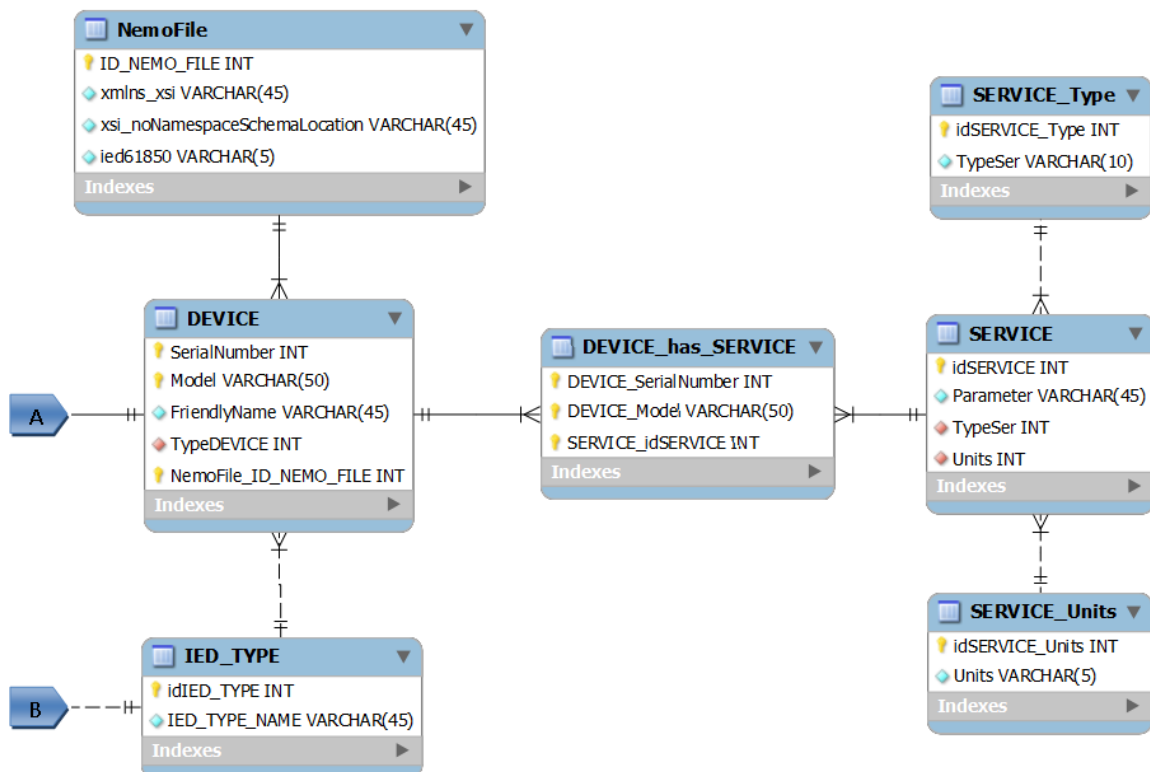 NemoFile
ID_NEMO_FILE INT
xmlns_xsi VARCHAR(45)
xsi_noNamespaceSchemaLocation VARCHAR(45)
ied61850 VARCHAR(5)
Indexes
SERVICE_Type
idSERVICE_Type INT
TypeSer VARCHAR(10)
Indexes
A
DEVICE
SerialNumber INT
Model VARCHAR(50)
FriendlyName VARCHAR(45)
TypeDEVICE INT
NemoFile_ID_NEMO_FILE INT
Indexes
DEVICE_has_SERVICE
DEVICE_SerialNumber INT
DEVICE_Model VARCHAR(50)
SERVICE_idSERVICE INT
Indexes
SERVICE
idSERVICE INT
Parameter VARCHAR(45)
TypeSer INT
Units INT
Indexes
B
IED_TYPE
idIED_TYPE INT
IED_TYPE_NAME VARCHAR(45)
Indexes
SERVICE_Units
idSERVICE_Units INT
Units VARCHAR(5)
Indexes